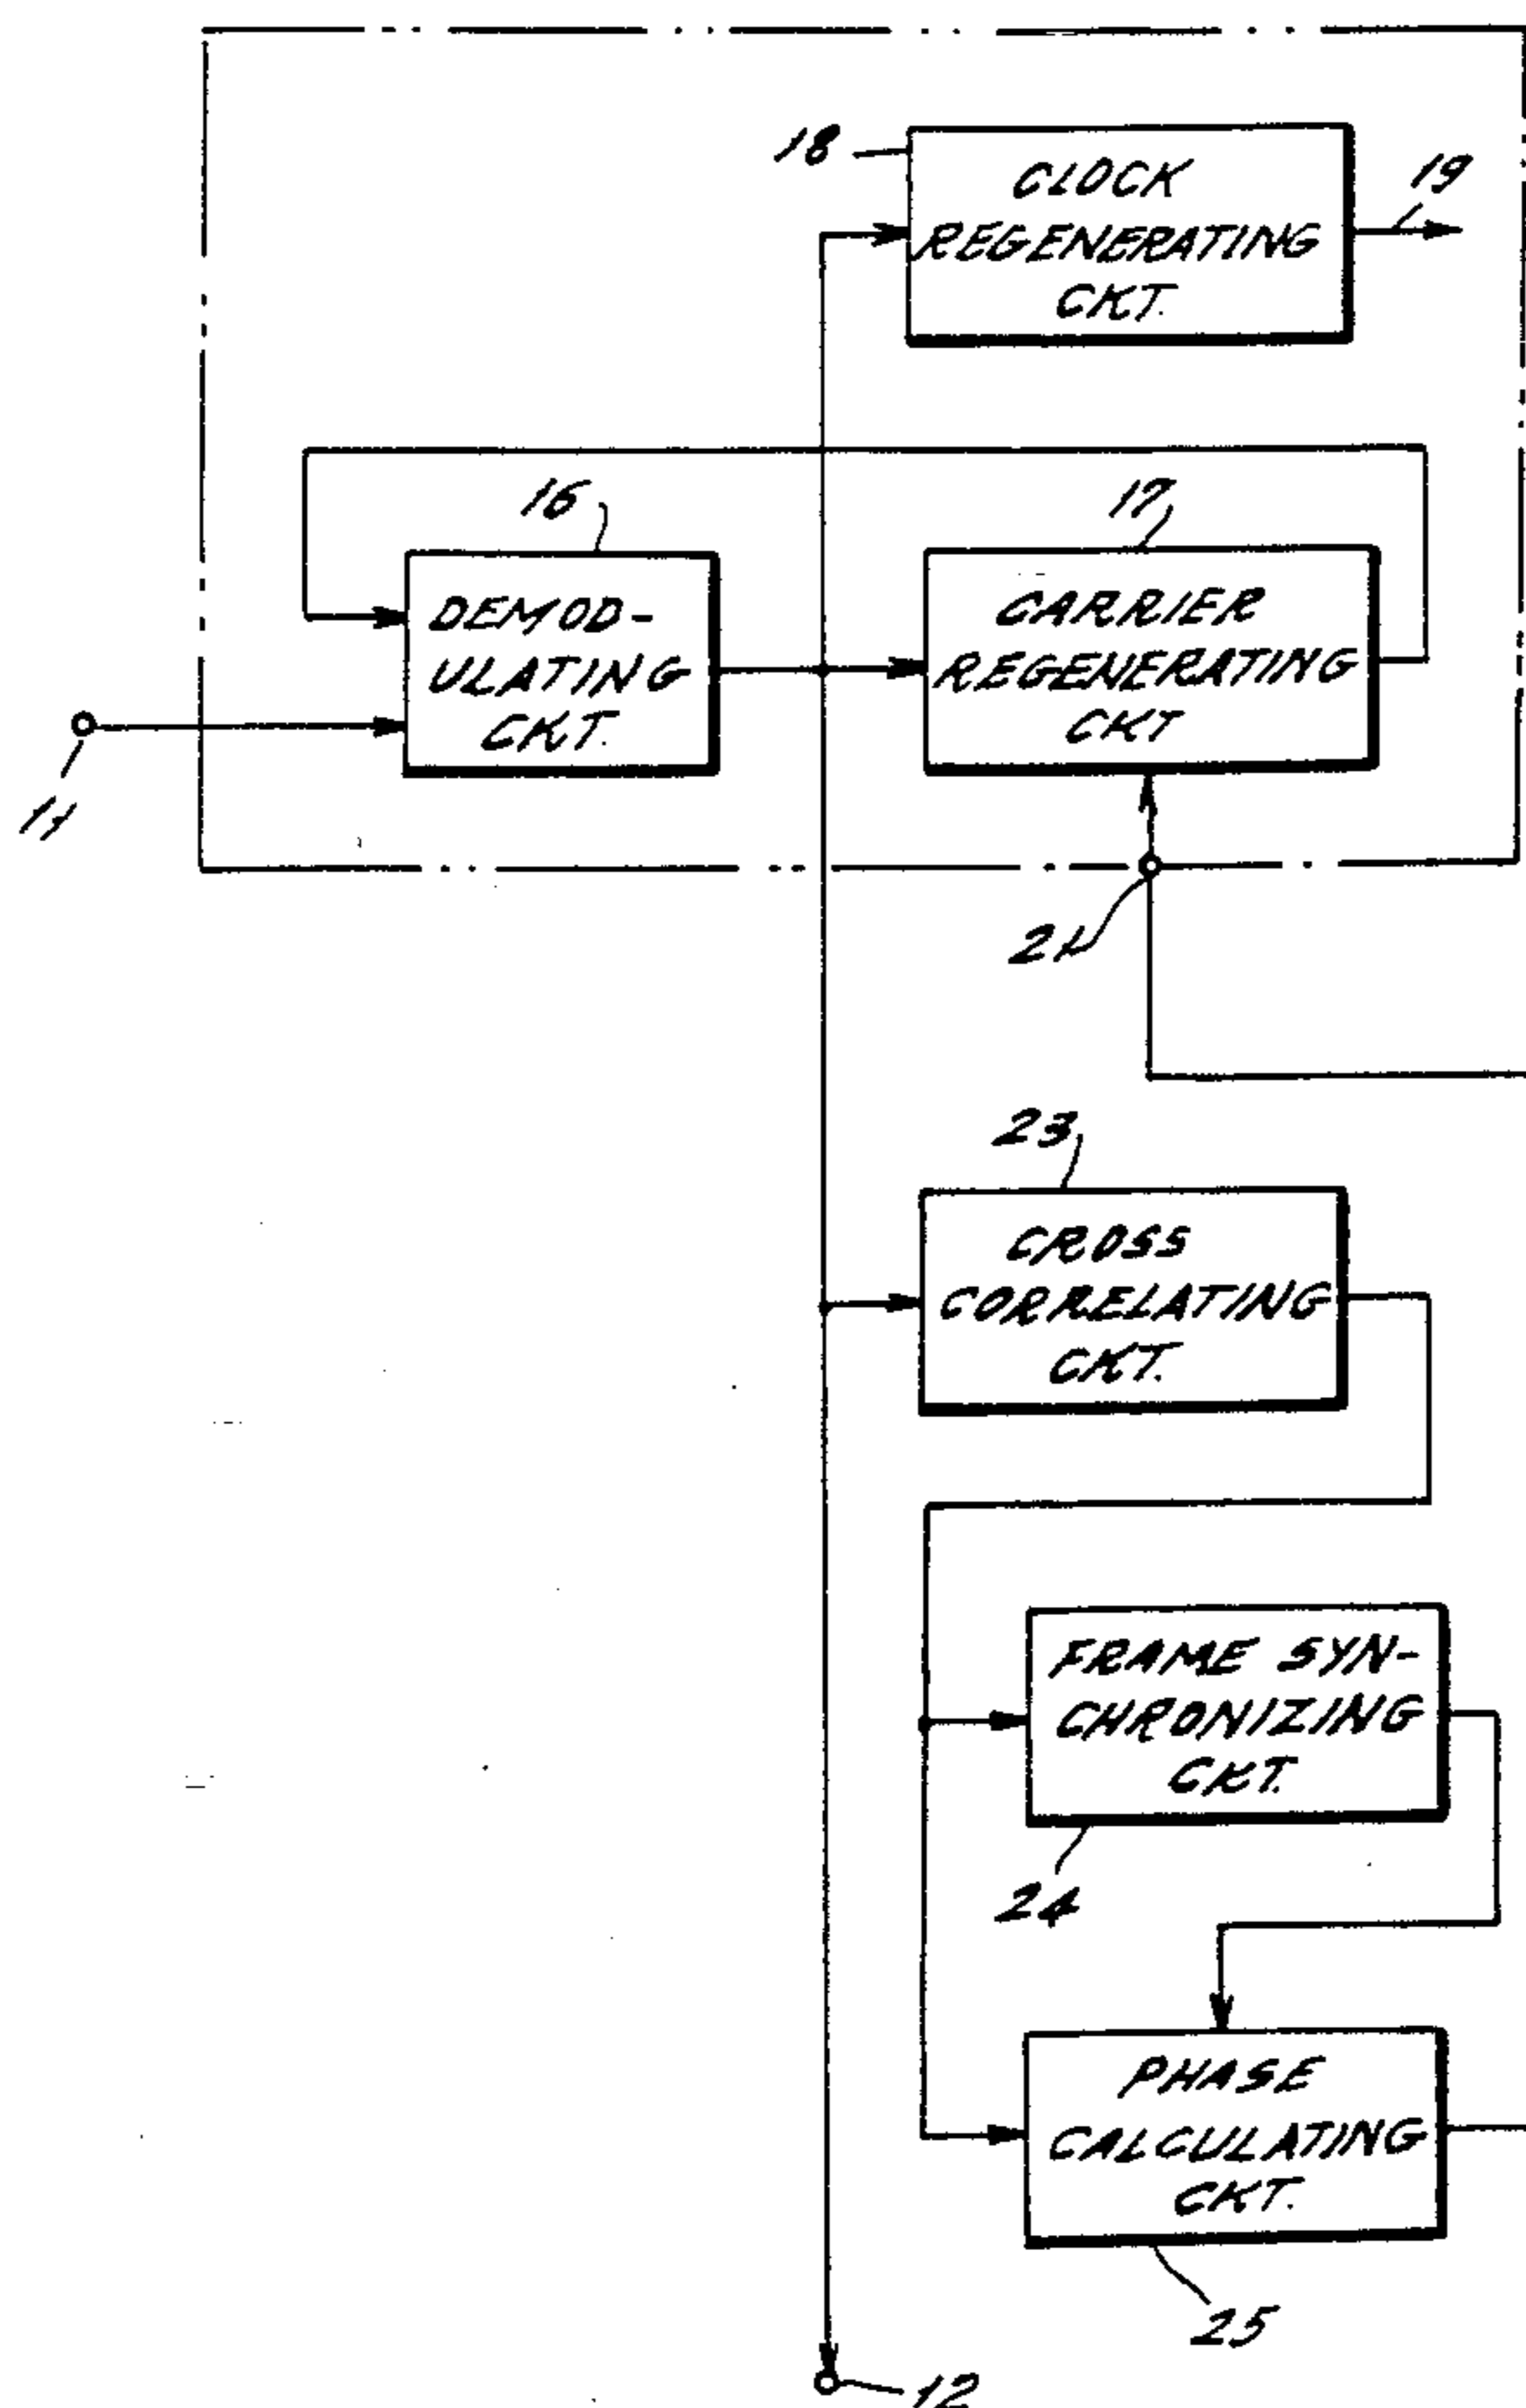 18
CLOCK
REGENERATING
CKT.
19
16
DEMOD-
ULATING
CKT.
17
CARRIER
REGENERATING
CKT
11
21
23
CROSS
CORRELATING
CKT.
FRAME SYN-
CHRONIZING
CKT.
24
PHASE
CALCULATING
CKT.
25
12